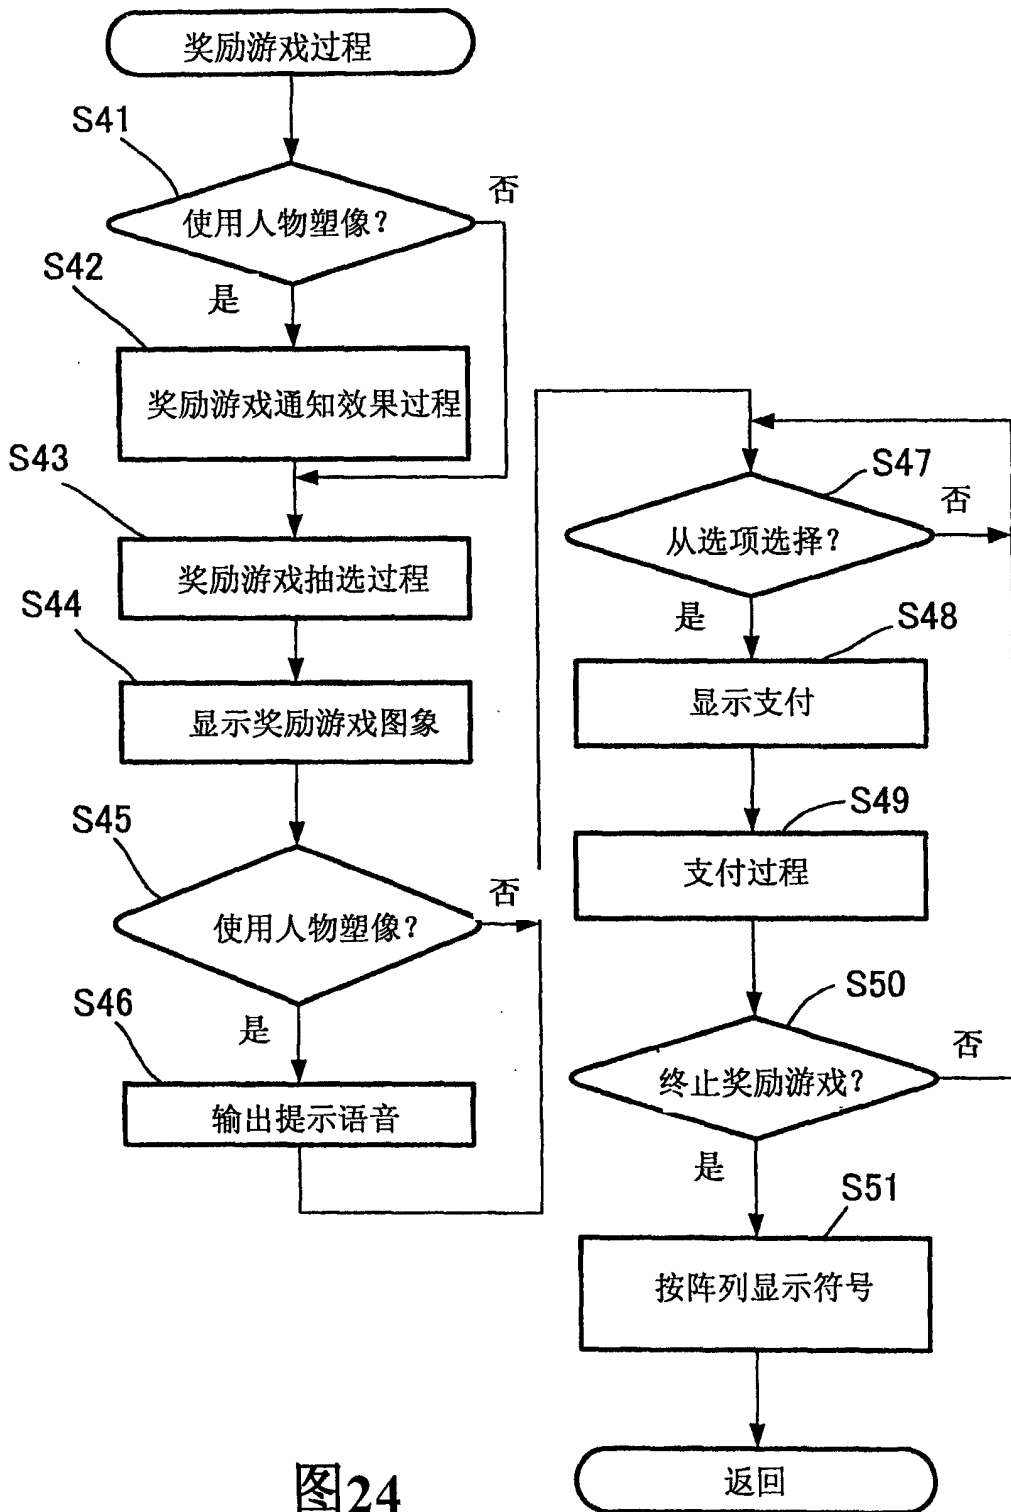 奖励游戏过程
S41
使用人物塑像?
否
是
S42
奖励游戏通知效果过程
S43
奖励游戏抽选过程
S44
显示奖励游戏图象
S45
使用人物塑像?
否
是
S46
输出提示语音
S47
从选项选择?
否
是
S48
显示支付
S49
支付过程
S50
终止奖励游戏?
否
是
S51
按阵列显示符号
返回
图24